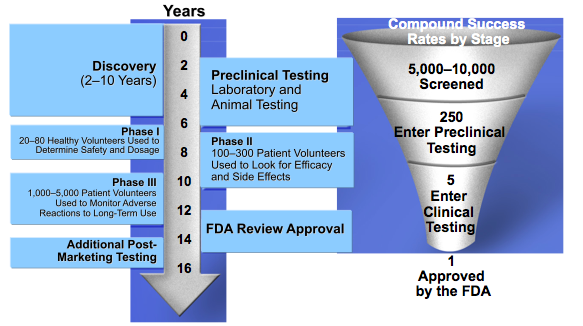 Years
0
2
4
6
8
10
12
14
16
Discovery
(2–10 Years)
Preclinical Testing
Laboratory and
Animal Testing
Phase I
20–80 Healthy Volunteers Used to
Determine Safety and Dosage
Phase II
100–300 Patient Volunteers
Used to Look for Efficacy
and Side Effects
Phase III
1,000–5,000 Patient Volunteers
Used to Monitor Adverse
Reactions to Long-Term Use
FDA Review Approval
Additional Post-
Marketing Testing
Compound Success
Rates by Stage
5,000–10,000
Screened
250
Enter Preclinical
Testing
5
Enter
Clinical
Testing
1
Approved
by the FDA